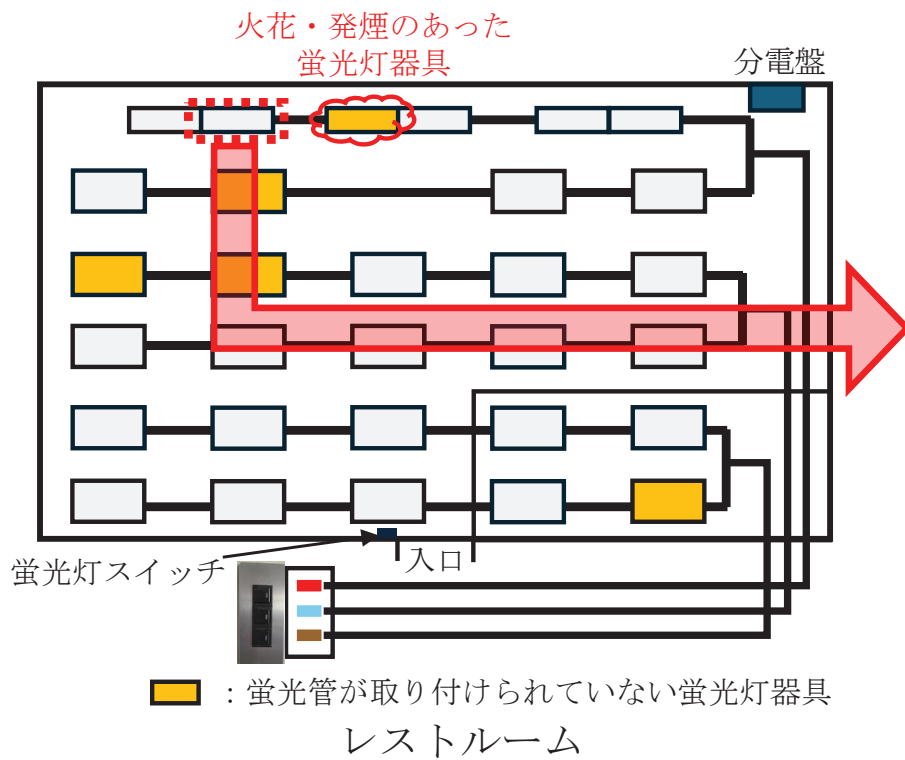 火花・発煙のあった
蛍光灯器具
分電盤
蛍光灯スイッチ
入口
：蛍光管が取り付けられていない蛍光灯器具
レストルーム